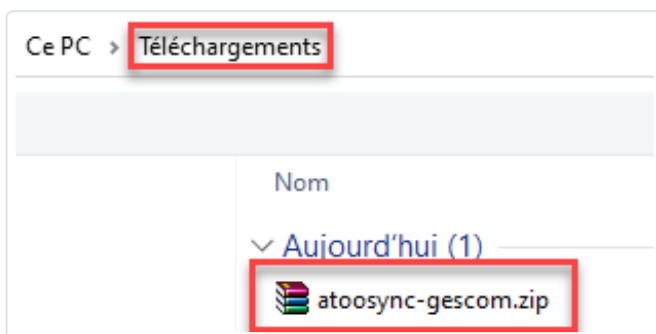 Ce PC > Téléchargements
Nom
Aujourd'hui (1)
atoosync-gescom.zip